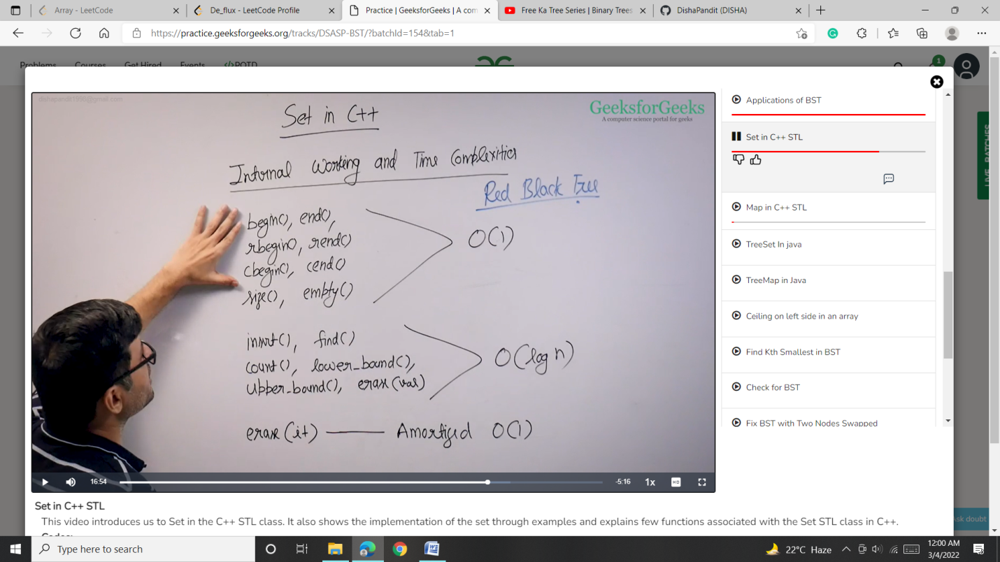 Array - LeetCode
De_flux - LeetCode Profile
Practice | GeeksforGeeks | A com
Free Ka Tree Series | Binary Trees
DishaPandit (DISHA)
https://practice.geeksforgeeks.org/tracks/DSASP-BST/?batchId=154&tab=1
Problems Courses Get Hired Events </>POTD
1
dishapandit1998@gmail.com
GeeksforGeeks
A computer science portal for geeks
Set in C++
Internal Working and Time Complexities
Red Black Tree
begin(), end(),
rbegin(), rend()
cbegin(), cend()
size(), empty()
O(1)
insert(), find()
count(), lower_bound(),
upper_bound(), erase(val)
O(log n)
erase(it) —— Amortized O(1)
16:54
-5:16
1x
HD
Applications of BST
Set in C++ STL
Map in C++ STL
TreeSet In java
TreeMap in Java
Ceiling on left side in an array
Find Kth Smallest in BST
Check for BST
Fix BST with Two Nodes Swapped
LIVE BATCHES
Set in C++ STL
This video introduces us to Set in the C++ STL class. It also shows the implementation of the set through examples and explains few functions associated with the Set STL class in C++.
Codes:
Ask doubt
Type here to search
22°C Haze
12:00 AM
3/4/2022